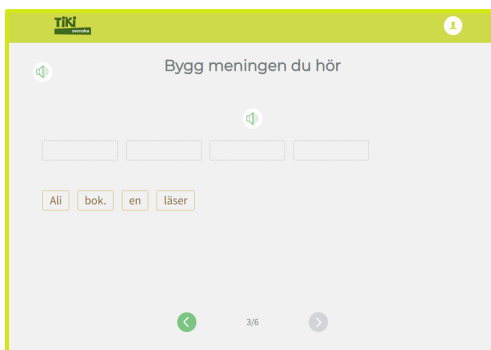 Tiki
svenska
Bygg meningen du hör
Ali bok. en läser
3/6